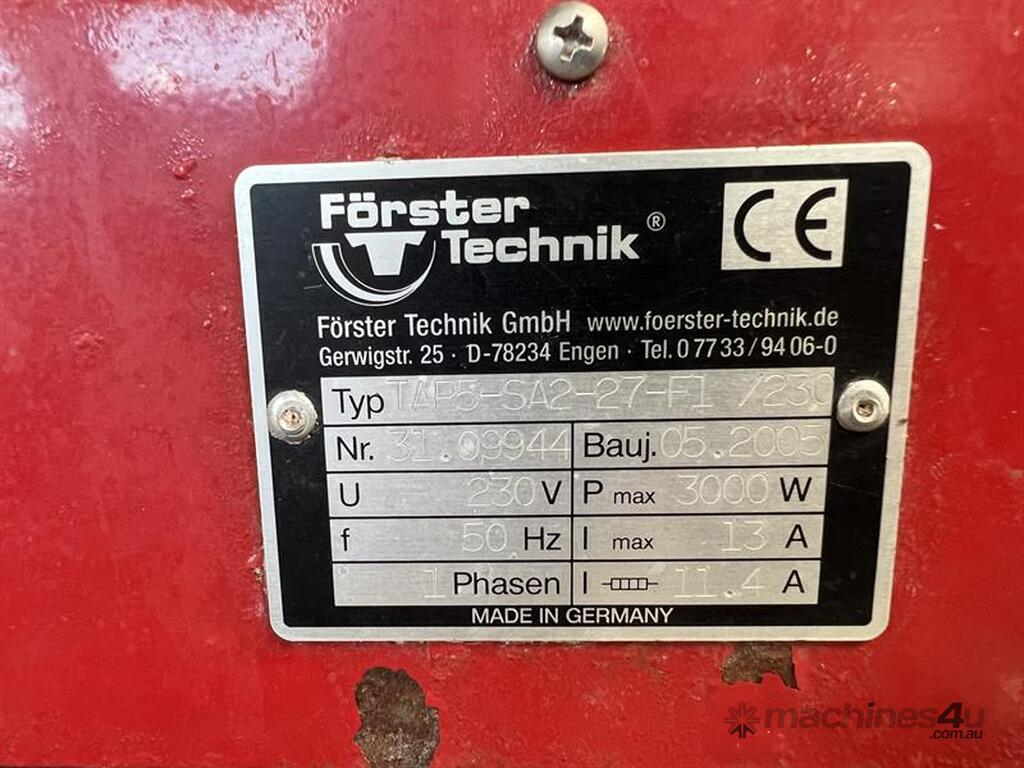 Förster
Technik ®
CE
Förster Technik GmbH www.foerster-technik.de
Gerwigstr. 25 · D-78234 Engen · Tel. 0 77 33 / 94 06-0
Typ TAP5-SA2-27-F1 /230
Nr. 31.09944 Bauj. 05.2005
U 230 V P max 3000 W
f 50 Hz I max 13 A
1 Phasen I 11.4 A
MADE IN GERMANY
machines4u
.com.au